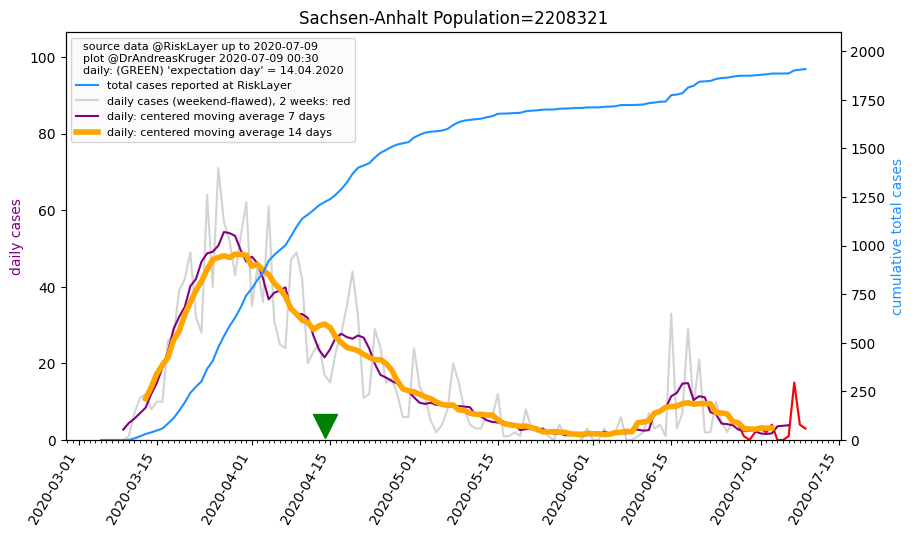 Sachsen-Anhalt Population=2208321
source data @RiskLayer up to 2020-07-09
plot @DrAndreasKruger 2020-07-09 00:30
daily: (GREEN) 'expectation day' = 14.04.2020
total cases reported at RiskLayer
daily cases (weekend-flawed), 2 weeks: red
daily: centered moving average 7 days
daily: centered moving average 14 days
daily cases
100
80
60
40
20
0
cumulative total cases
2000
1750
1500
1250
1000
750
500
250
0
2020-03-01
2020-03-15
2020-04-01
2020-04-15
2020-05-01
2020-05-15
2020-06-01
2020-06-15
2020-07-01
2020-07-15